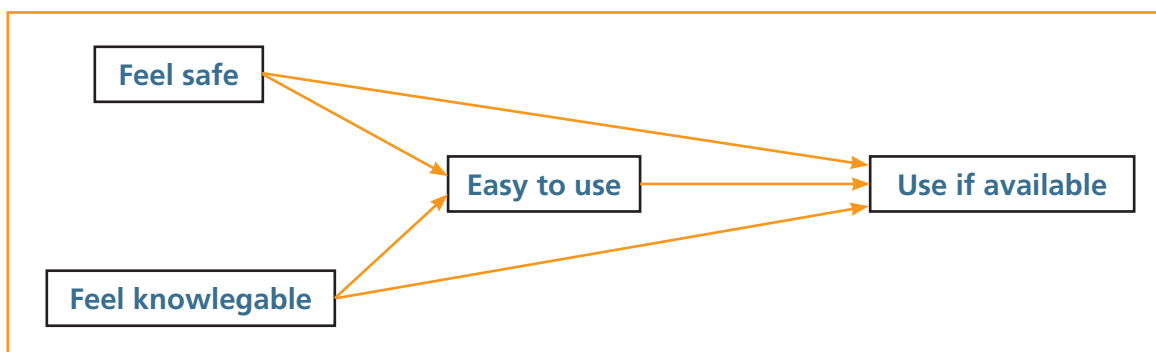 Feel safe
Easy to use
Use if available
Feel knowlegable